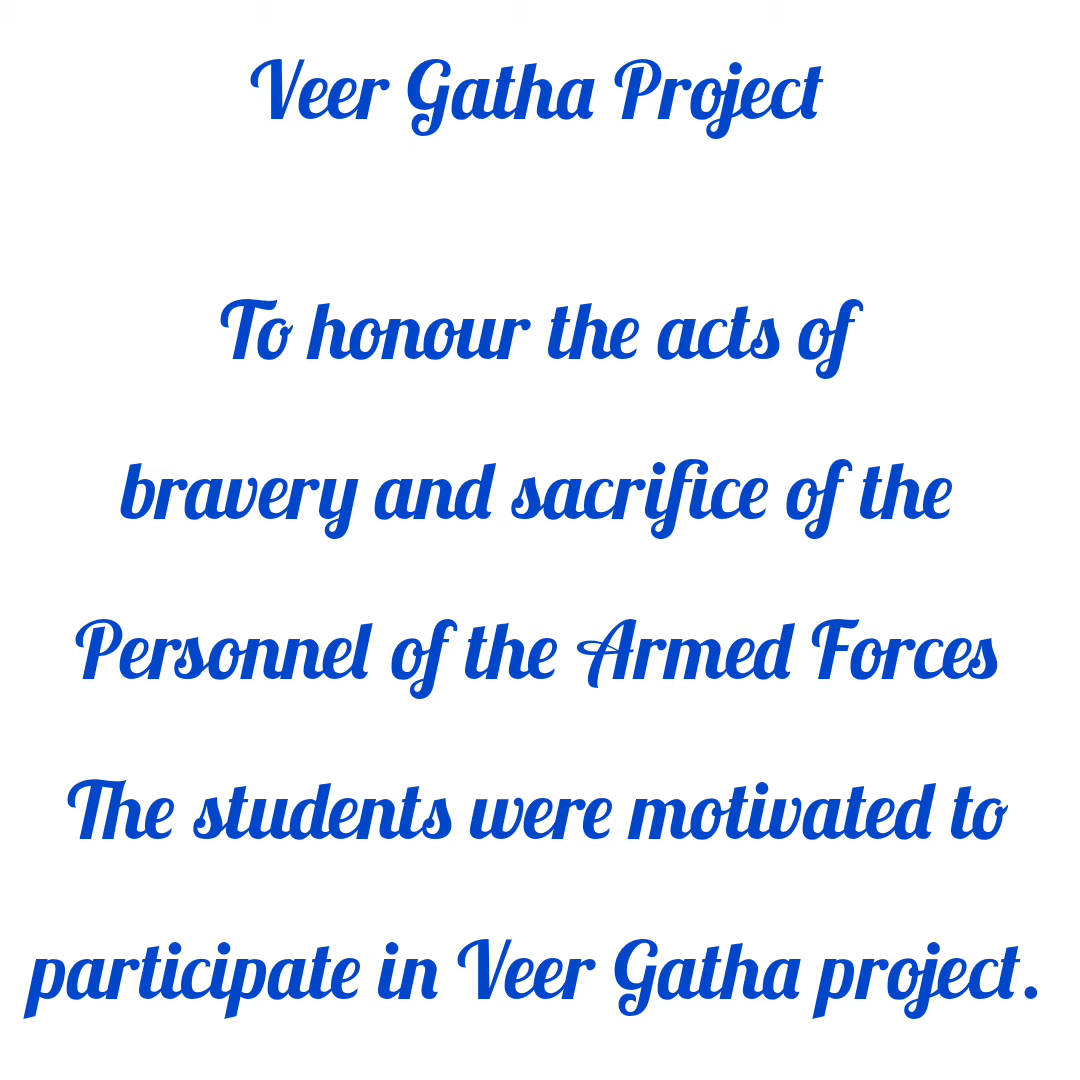 Veer Gatha Project
To honour the acts of
bravery and sacrifice of the
Personnel of the Armed Forces
The students were motivated to
participate in Veer Gatha project.